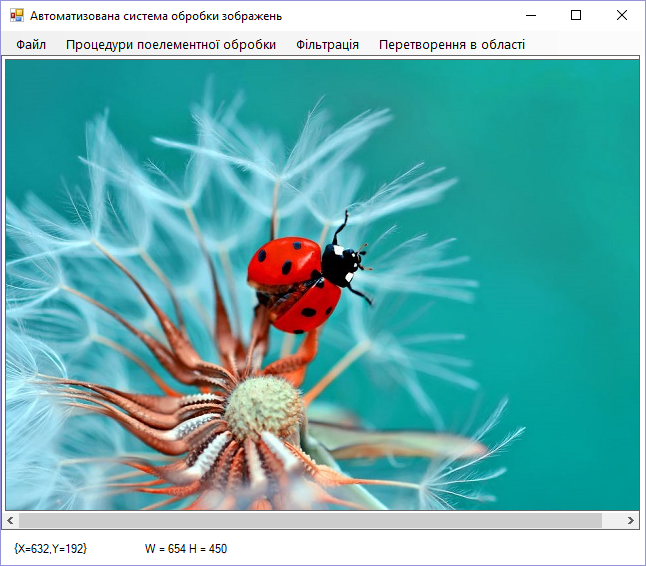 Автоматизована система обробки зображень
Файл Процедури поелементної обробки Фільтрація Перетворення в області
{X=632,Y=192} W = 654 H = 450